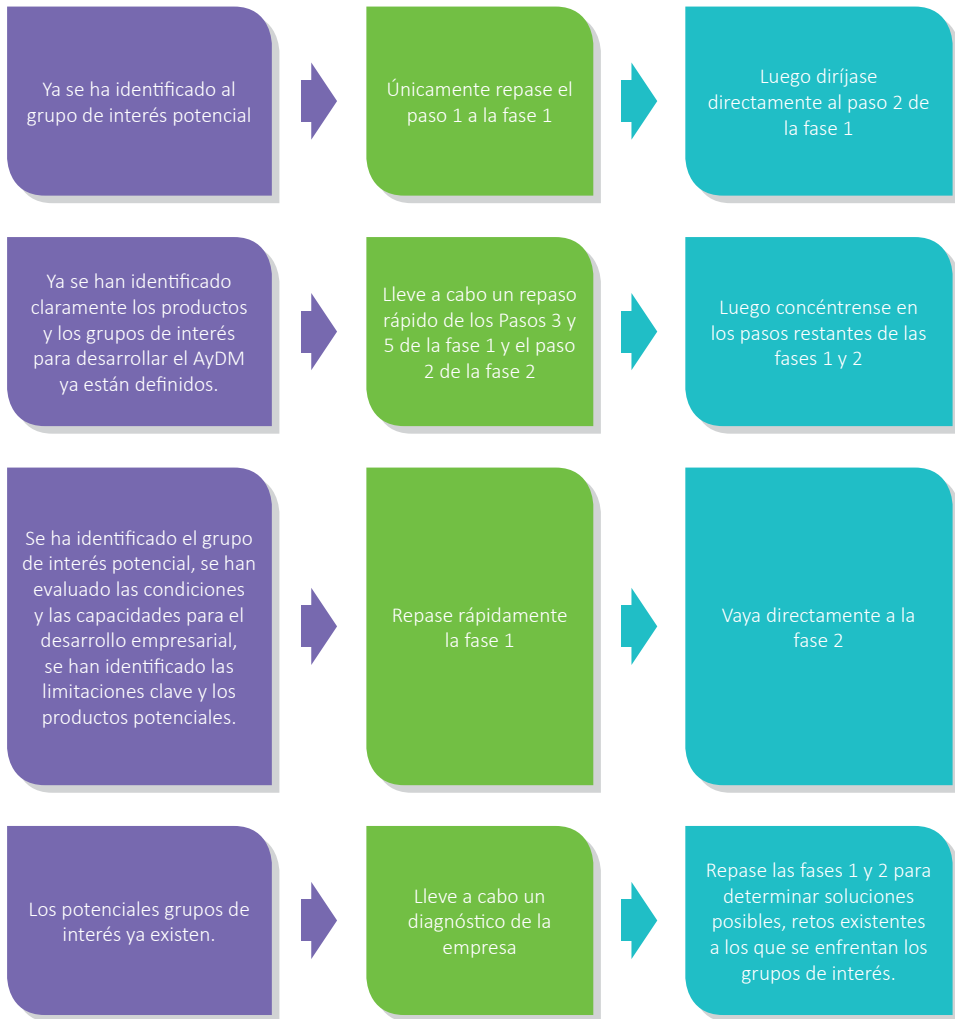 Ya se ha identificado al
grupo de interés potencial
Únicamente repase el
paso 1 a la fase 1
Luego diríjase
directamente al paso 2 de
la fase 1
Ya se han identificado
claramente los productos
y los grupos de interés
para desarrollar el AyDM
ya están definidos.
Lleve a cabo un repaso
rápido de los Pasos 3 y
5 de la fase 1 y el paso
2 de la fase 2
Luego concéntrense en
los pasos restantes de las
fases 1 y 2
Se ha identificado el grupo
de interés potencial, se han
evaluado las condiciones
y las capacidades para el
desarrollo empresarial,
se han identificado las
limitaciones clave y los
productos potenciales.
Repase rápidamente
la fase 1
Vaya directamente a la
fase 2
Los potenciales grupos de
interés ya existen.
Lleve a cabo un
diagnóstico de la
empresa
Repase las fases 1 y 2 para
determinar soluciones
posibles, retos existentes
a los que se enfrentan los
grupos de interés.